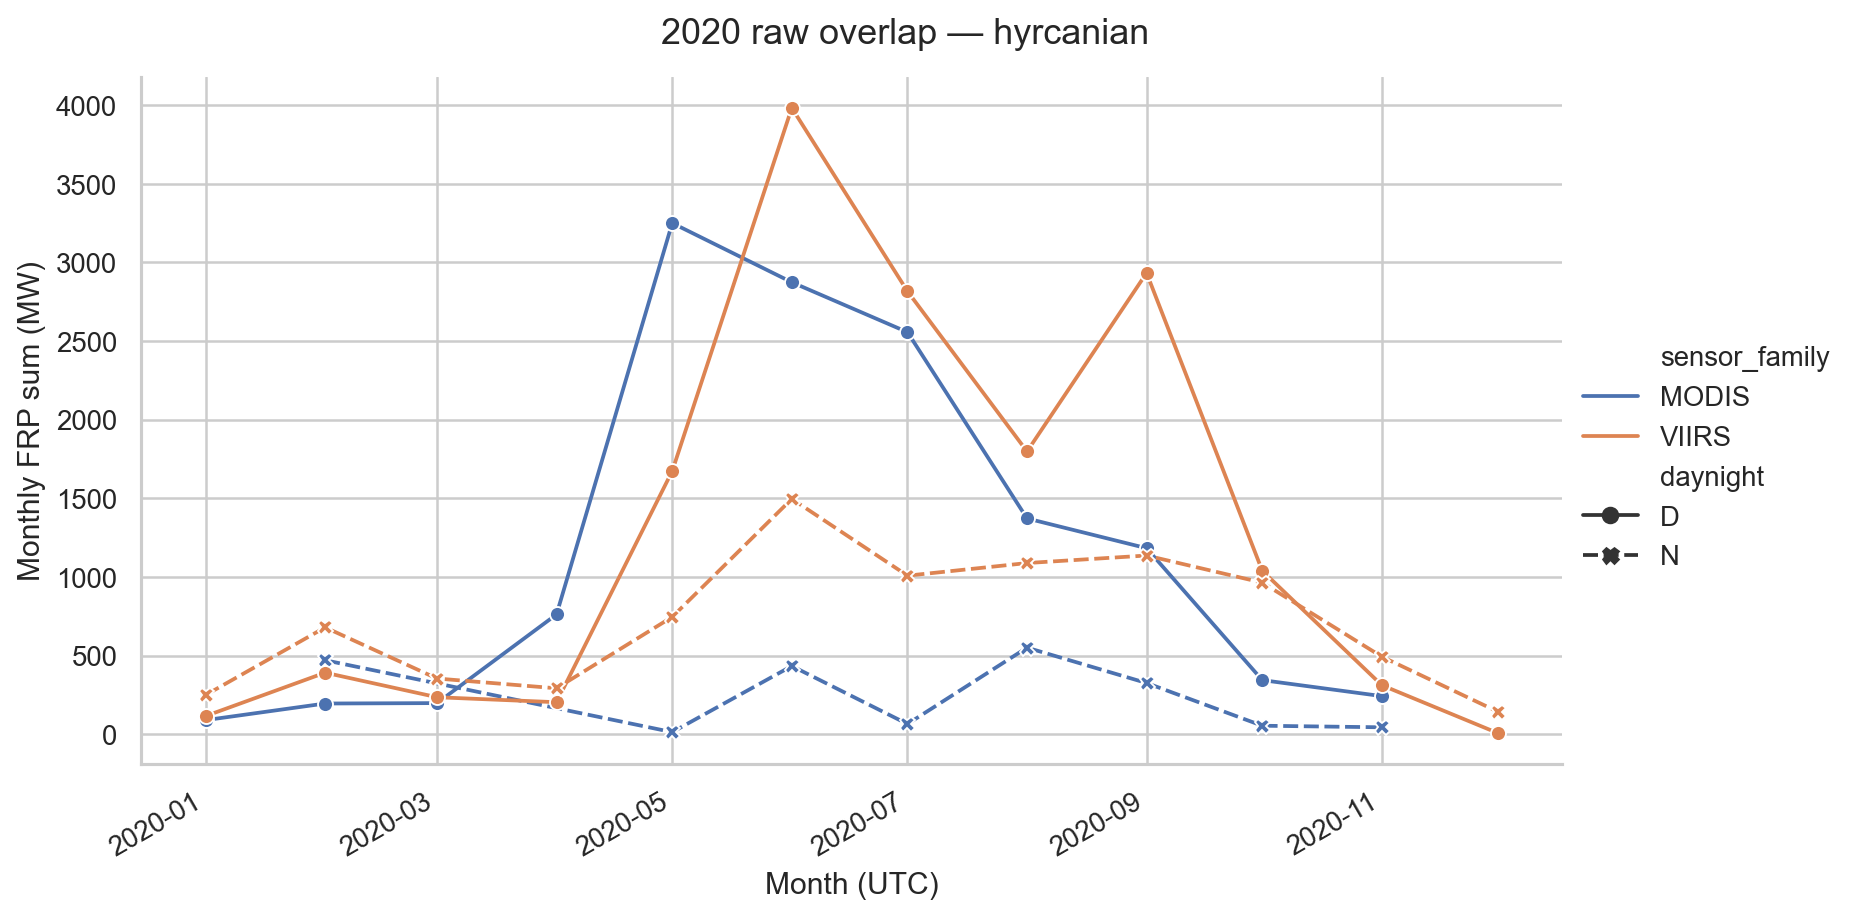 2020 raw overlap — hyrcanian
Monthly FRP sum (MW)
4000
3500
3000
2500
2000
1500
1000
500
0
2020-01
2020-03
2020-05
2020-07
2020-09
2020-11
Month (UTC)
sensor_family
MODIS
VIIRS
daynight
D
N